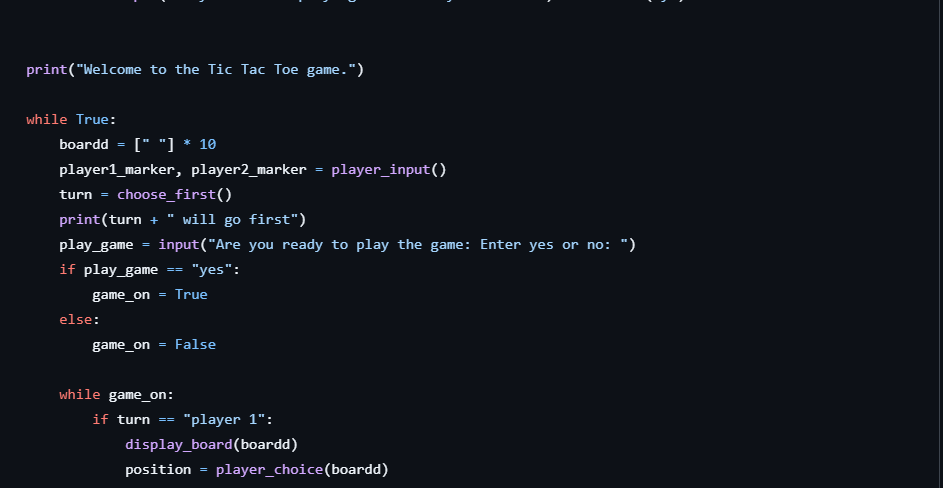 print("Welcome to the Tic Tac Toe game.")
while True:
    boardd = [" "] * 10
    player1_marker, player2_marker = player_input()
    turn = choose_first()
    print(turn + " will go first")
    play_game = input("Are you ready to play the game: Enter yes or no: ")
    if play_game == "yes":
        game_on = True
    else:
        game_on = False
    while game_on:
        if turn == "player 1":
            display_board(boardd)
            position = player_choice(boardd)